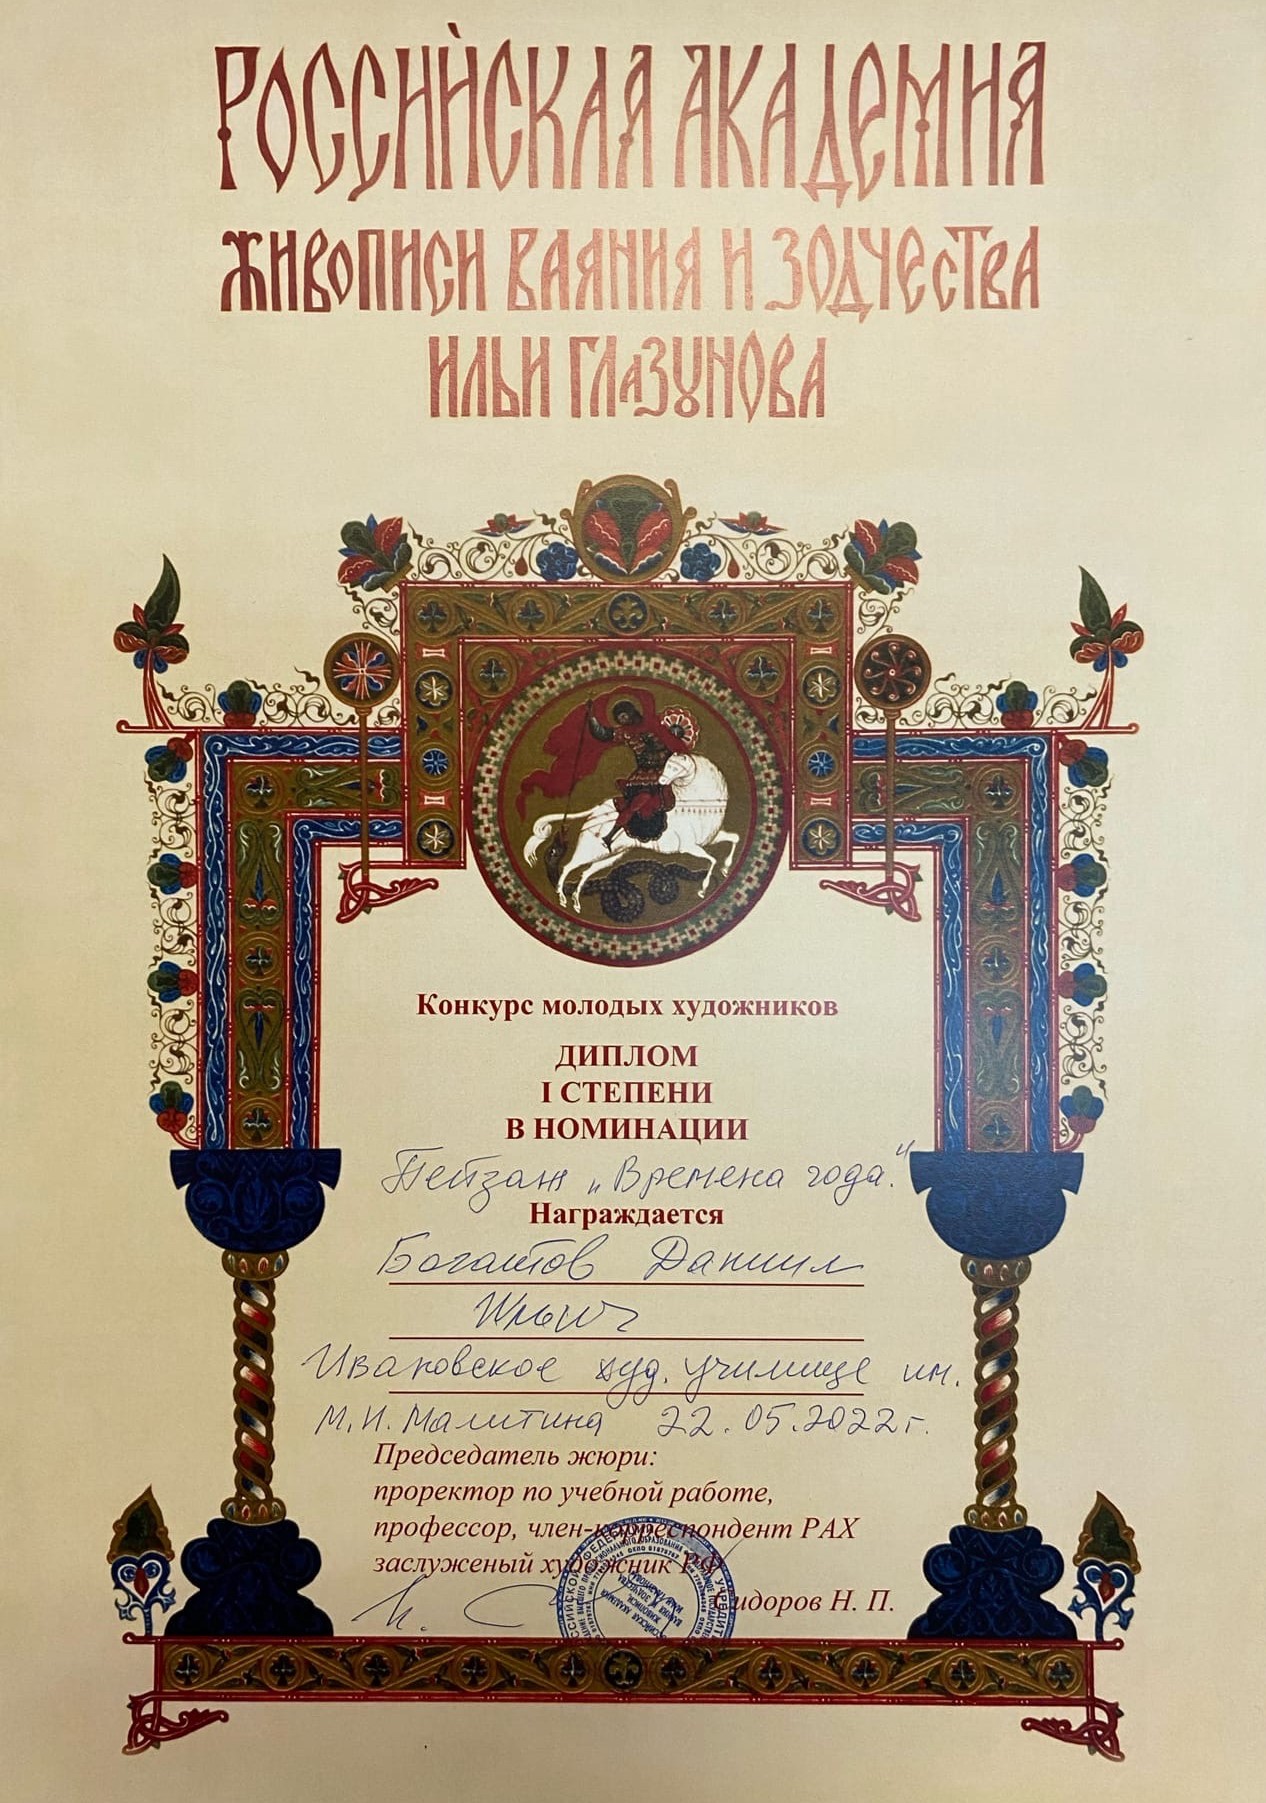 РОССИЙСКАЯ АКАДЕМИЯ
ЖИВОПИСИ ВАЯНИЯ И ЗОДЧЕСТВА
ИЛЬИ ГЛАЗУНОВА
Конкурс молодых художников
ДИПЛОМ
I СТЕПЕНИ
В НОМИНАЦИИ
Пейзаж „Времена года."
Награждается
Богатов Даниил
Ивановское худ. училище им.
М.И. Малютина 22.05.2022 г.
Председатель жюри:
проректор по учебной работе,
профессор, член-корреспондент РАХ
заслуженый художник РФ
Сидоров Н. П.